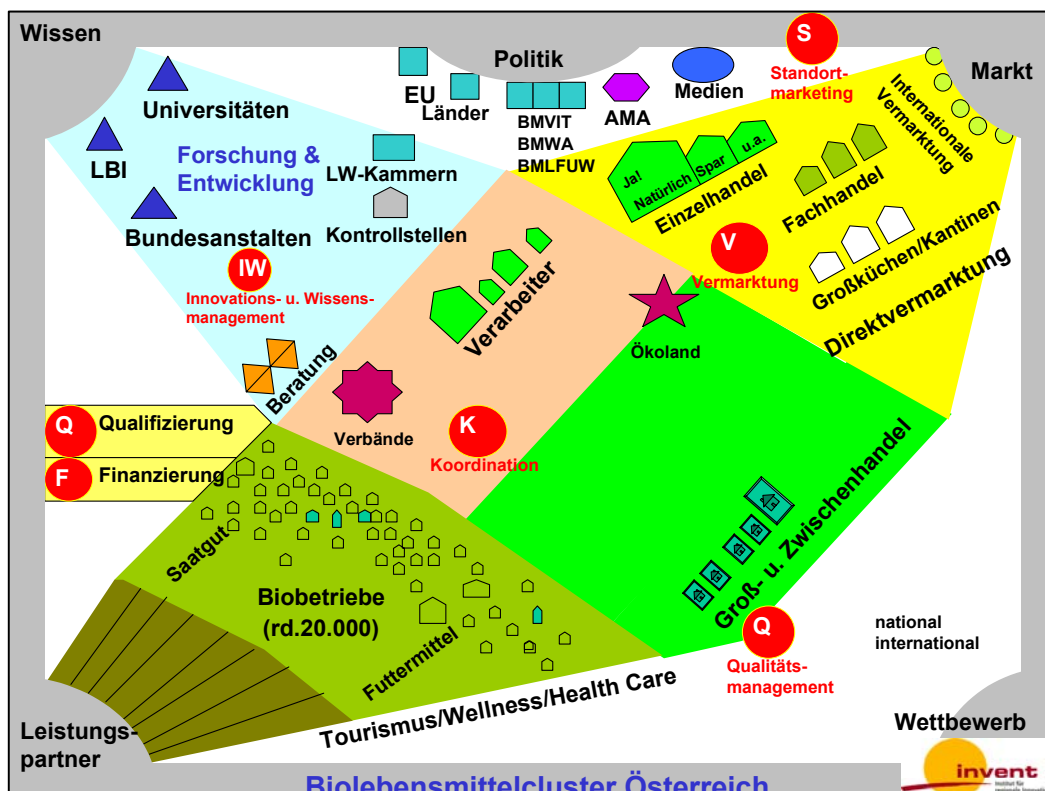 Wissen
Politik
Markt
S
Standort-
marketing
Universitäten
LBI
Forschung &
Entwicklung
Bundesanstalten
EU
Länder
BMVIT
BMWA
BMLFUW
AMA
Medien
LW-Kammern
Kontrollstellen
IW
Innovations- u. Wissens-
management
Beratung
Internationale
Vermarktung
Ja!
Natürlich
Spar
u.a.
Einzelhandel
Fachhandel
Großküchen/Kantinen
Direktvermarktung
V
Vermarktung
Verarbeiter
Ökoland
Verbände
K
Koordination
Q
Qualifizierung
F
Finanzierung
Saatgut
Biobetriebe
(rd.20.000)
Futtermittel
Groß- u. Zwischenhandel
Q
Qualitäts-
management
national
international
Tourismus/Wellness/Health Care
Leistungs-
partner
Wettbewerb
Biolebensmittelcluster Österreich
invent